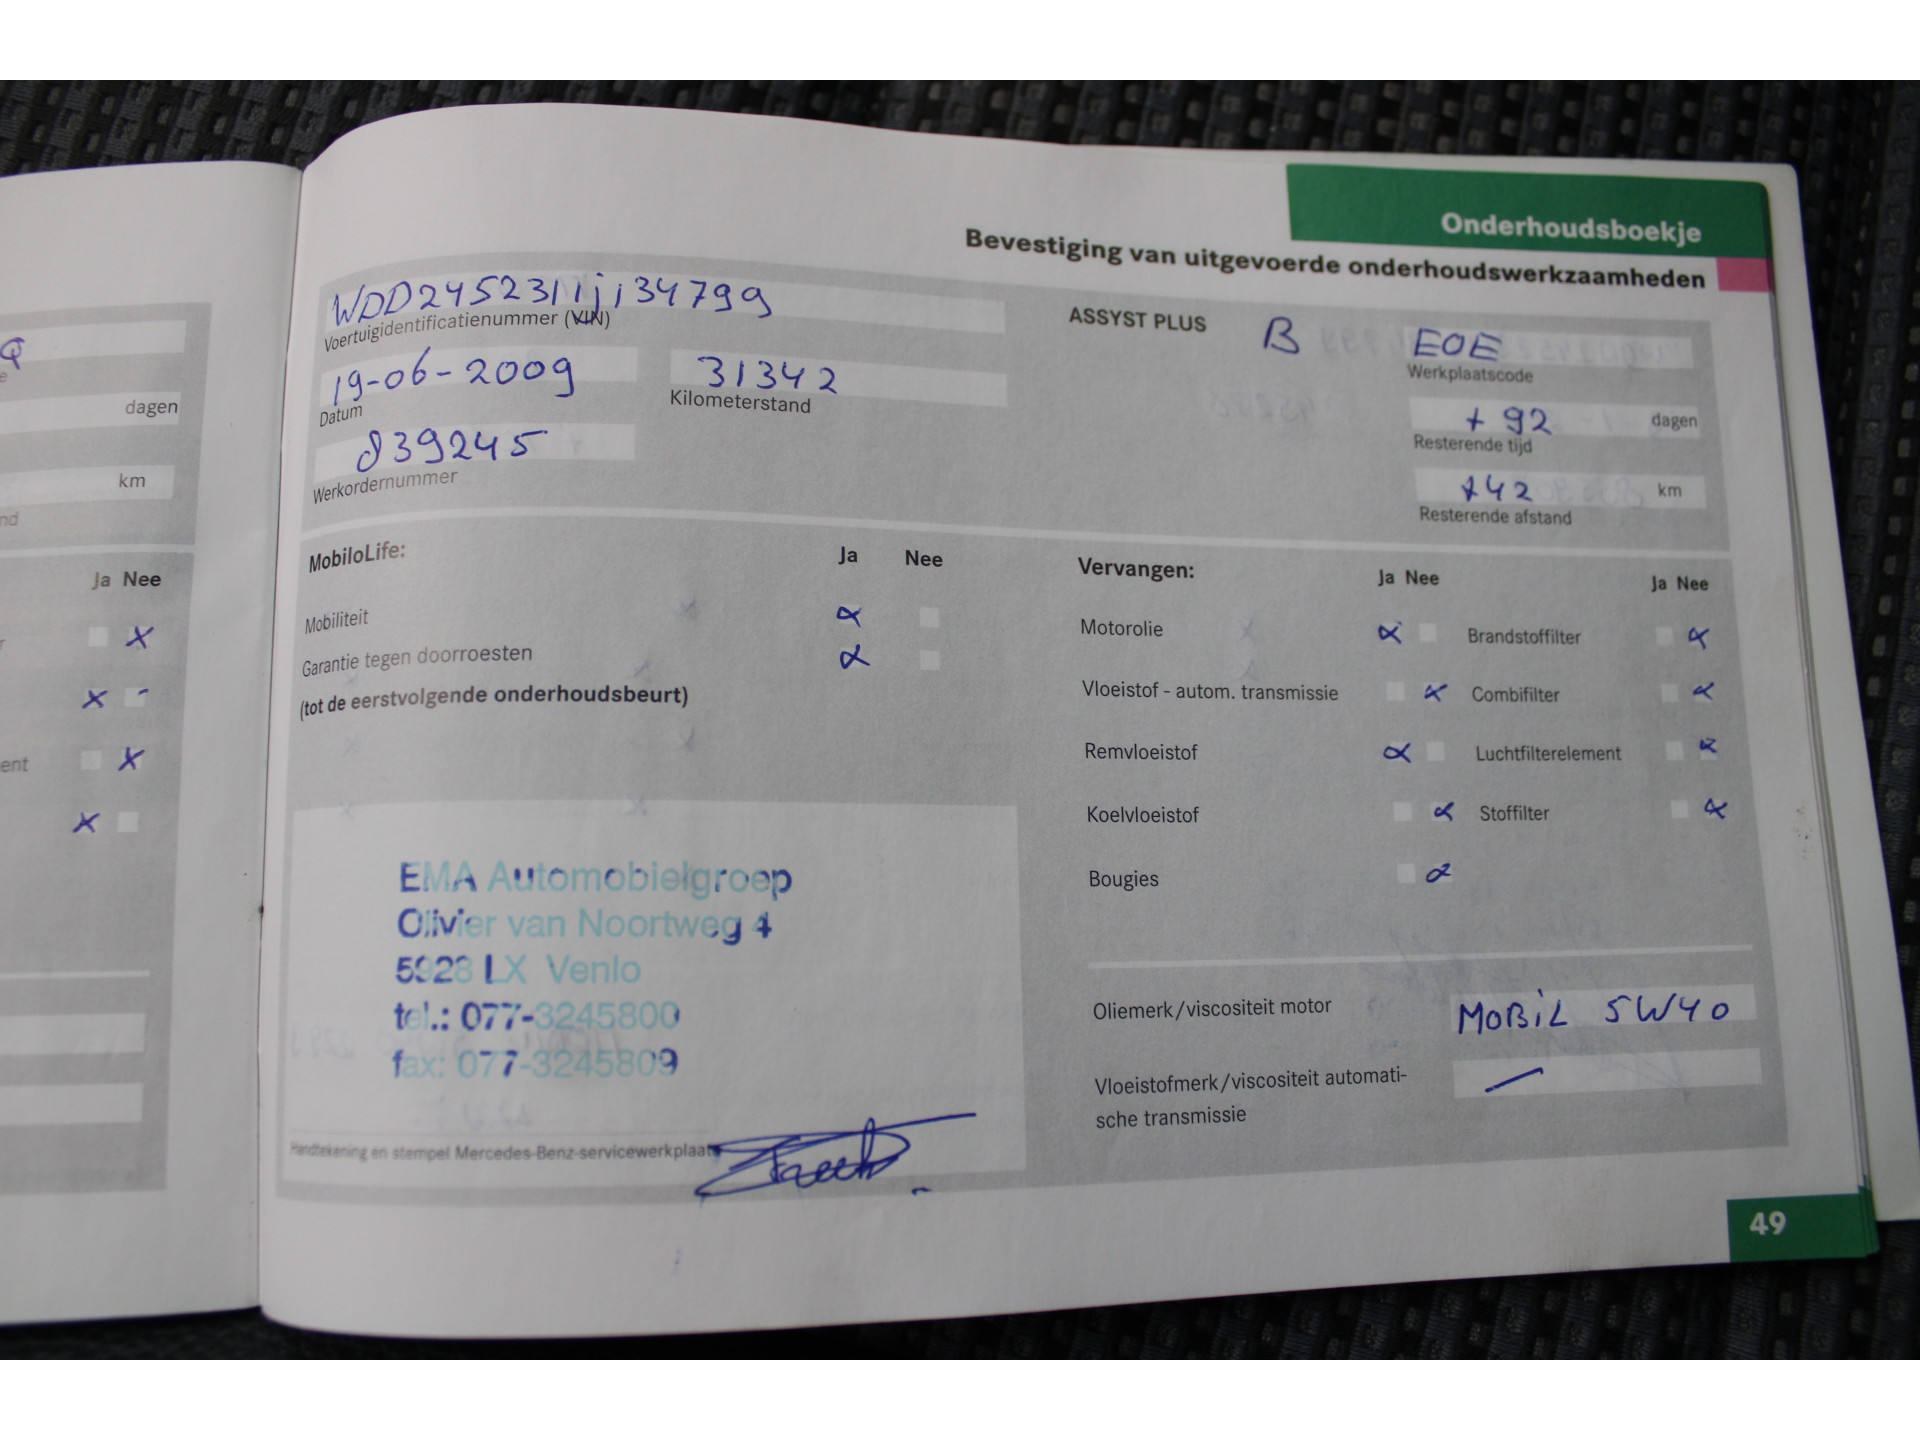 dagen
km
nd
Ja Nee
ent
Onderhoudsboekje
Bevestiging van uitgevoerde onderhoudswerkzaamheden
WDD2452311j134799
Voertuigidentificatienummer (VIN)
19-06-2009
Datum
31342
Kilometerstand
839245
Werkordernummer
ASSYST PLUS B
EOE
Werkplaatscode
+ 92 dagen
Resterende tijd
+42 km
Resterende afstand
MobiloLife: Ja Nee
Mobiliteit
Garantie tegen doorroesten
(tot de eerstvolgende onderhoudsbeurt)
Vervangen: Ja Nee Ja Nee
Motorolie Brandstoffilter
Vloeistof - autom. transmissie Combifilter
Remvloeistof Luchtfilterelement
Koelvloeistof Stoffilter
Bougies
EMA Automobielgroep
Olivier van Noortweg 4
5928 LX Venlo
tel.: 077-3245800
fax: 077-3245809
Handtekening en stempel Mercedes-Benz-servicewerkplaats
Oliemerk/viscositeit motor MOBiL 5W40
Vloeistofmerk/viscositeit automati-
sche transmissie
49